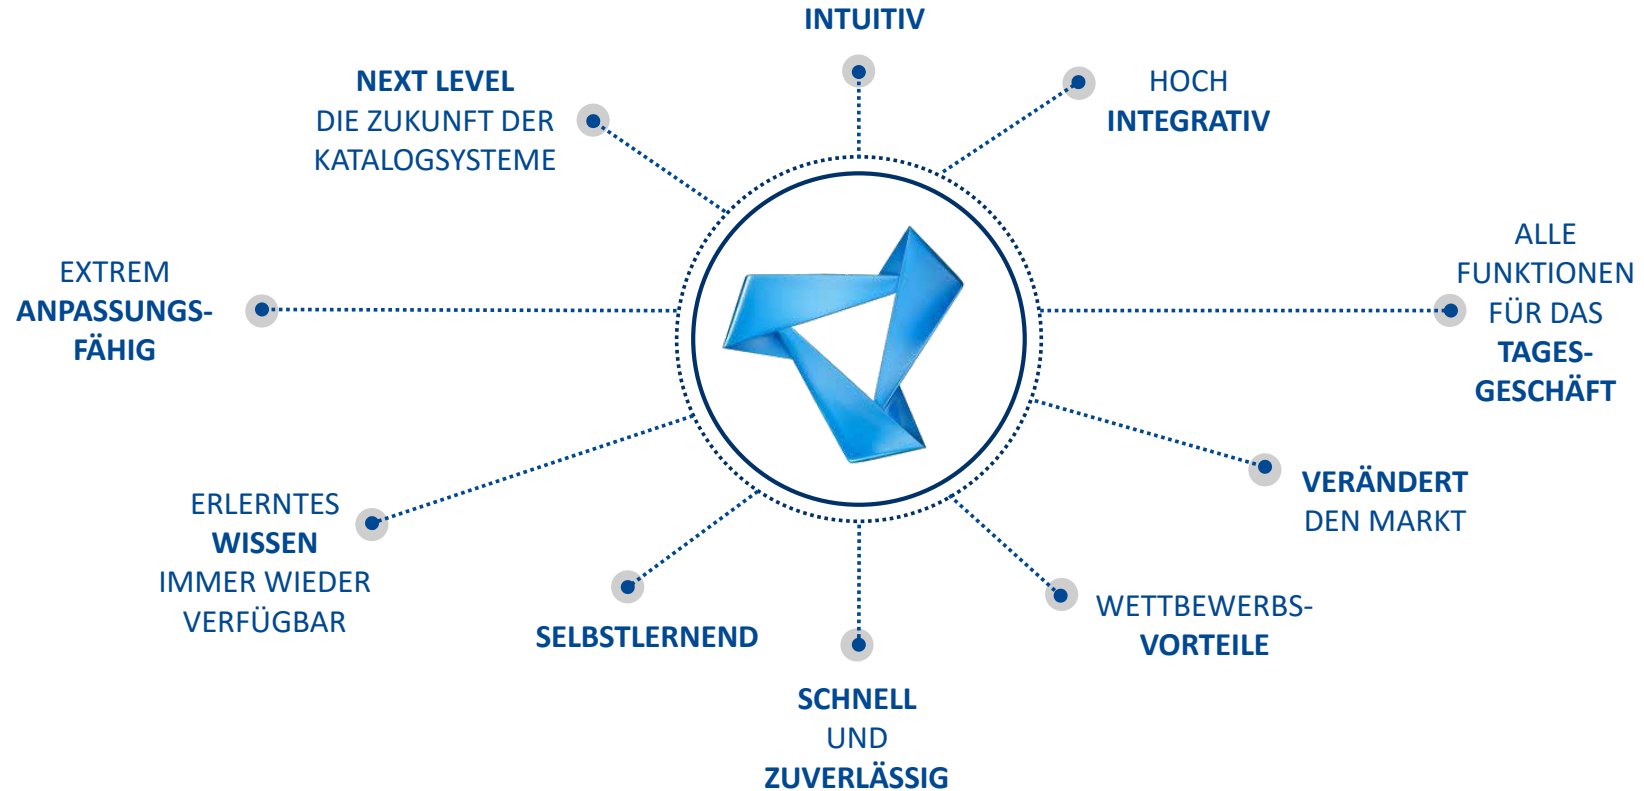 INTUITIV
NEXT LEVEL
DIE ZUKUNFT DER
KATALOGSYSTEME
HOCH
INTEGRATIV
EXTREM
ANPASSUNGS-
FÄHIG
ALLE
FUNKTIONEN
FÜR DAS
TAGES-
GESCHÄFT
ERLERNTES
WISSEN
IMMER WIEDER
VERFÜGBAR
VERÄNDERT
DEN MARKT
SELBSTLERNEND
WETTBEWERBS-
VORTEILE
SCHNELL
UND
ZUVERLÄSSIG